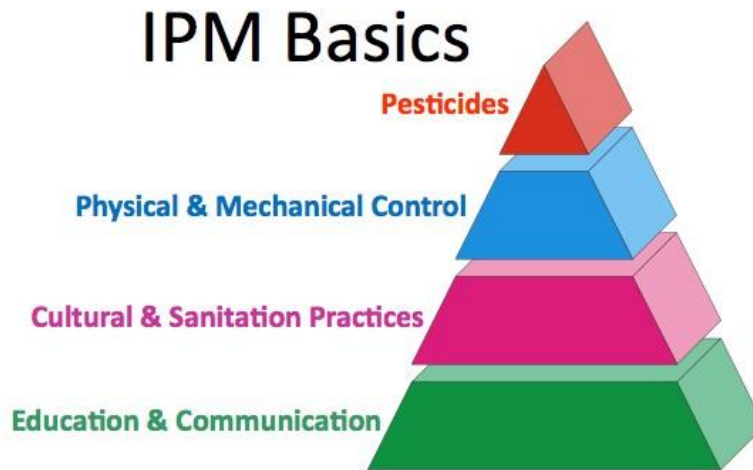 IPM Basics
Pesticides
Physical & Mechanical Control
Cultural & Sanitation Practices
Education & Communication